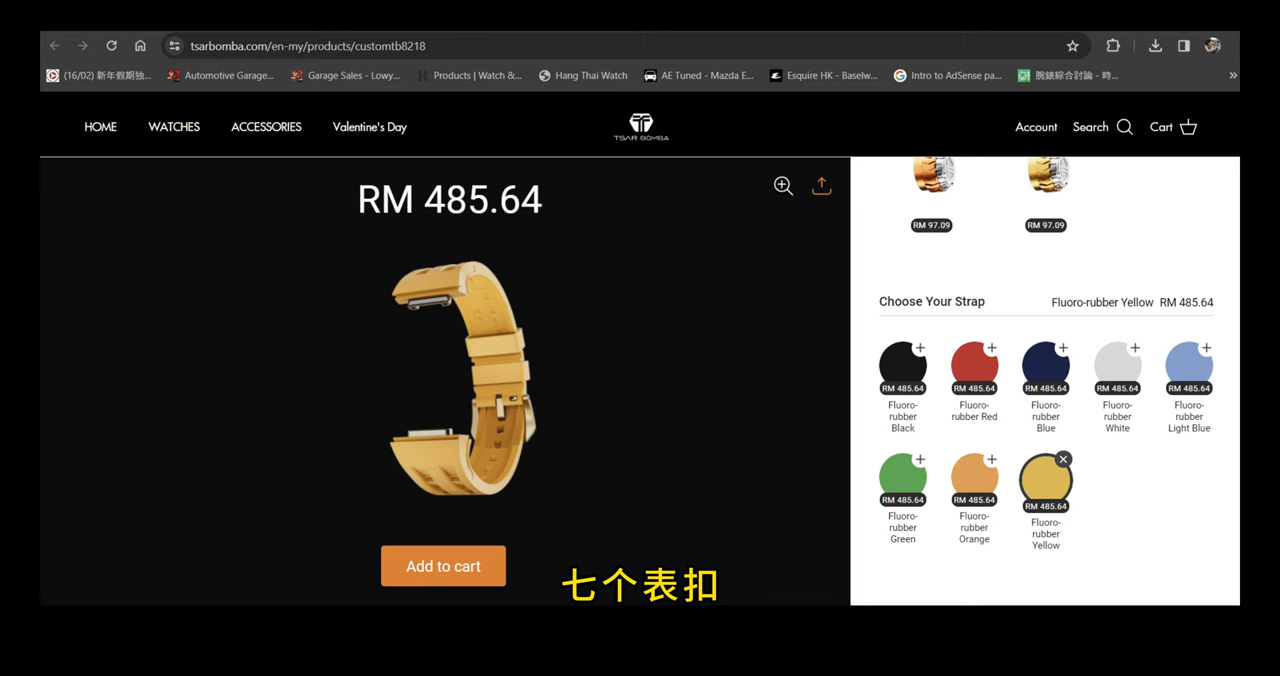 tsarbomba.com/en-my/products/customtb8218
(16/02) 新年假期独... Automotive Garage... Garage Sales - Lowy... Products | Watch &... Hang Thai Watch AE Tuned - Mazda E... Esquire HK - Baselw... Intro to AdSense pa... 腕錶綜合討論 - 時... »
HOME WATCHES ACCESSORIES Valentine's Day TSAR BOMBA Account Search Cart
RM 485.64
RM 97.09 RM 97.09
Choose Your Strap Fluoro-rubber Yellow RM 485.64
RM 485.64 RM 485.64 RM 485.64 RM 485.64 RM 485.64
Fluoro-rubber Black
Fluoro-rubber Red
Fluoro-rubber Blue
Fluoro-rubber White
Fluoro-rubber Light Blue
RM 485.64 RM 485.64 RM 485.64
Fluoro-rubber Green
Fluoro-rubber Orange
Fluoro-rubber Yellow
Add to cart
七个表扣